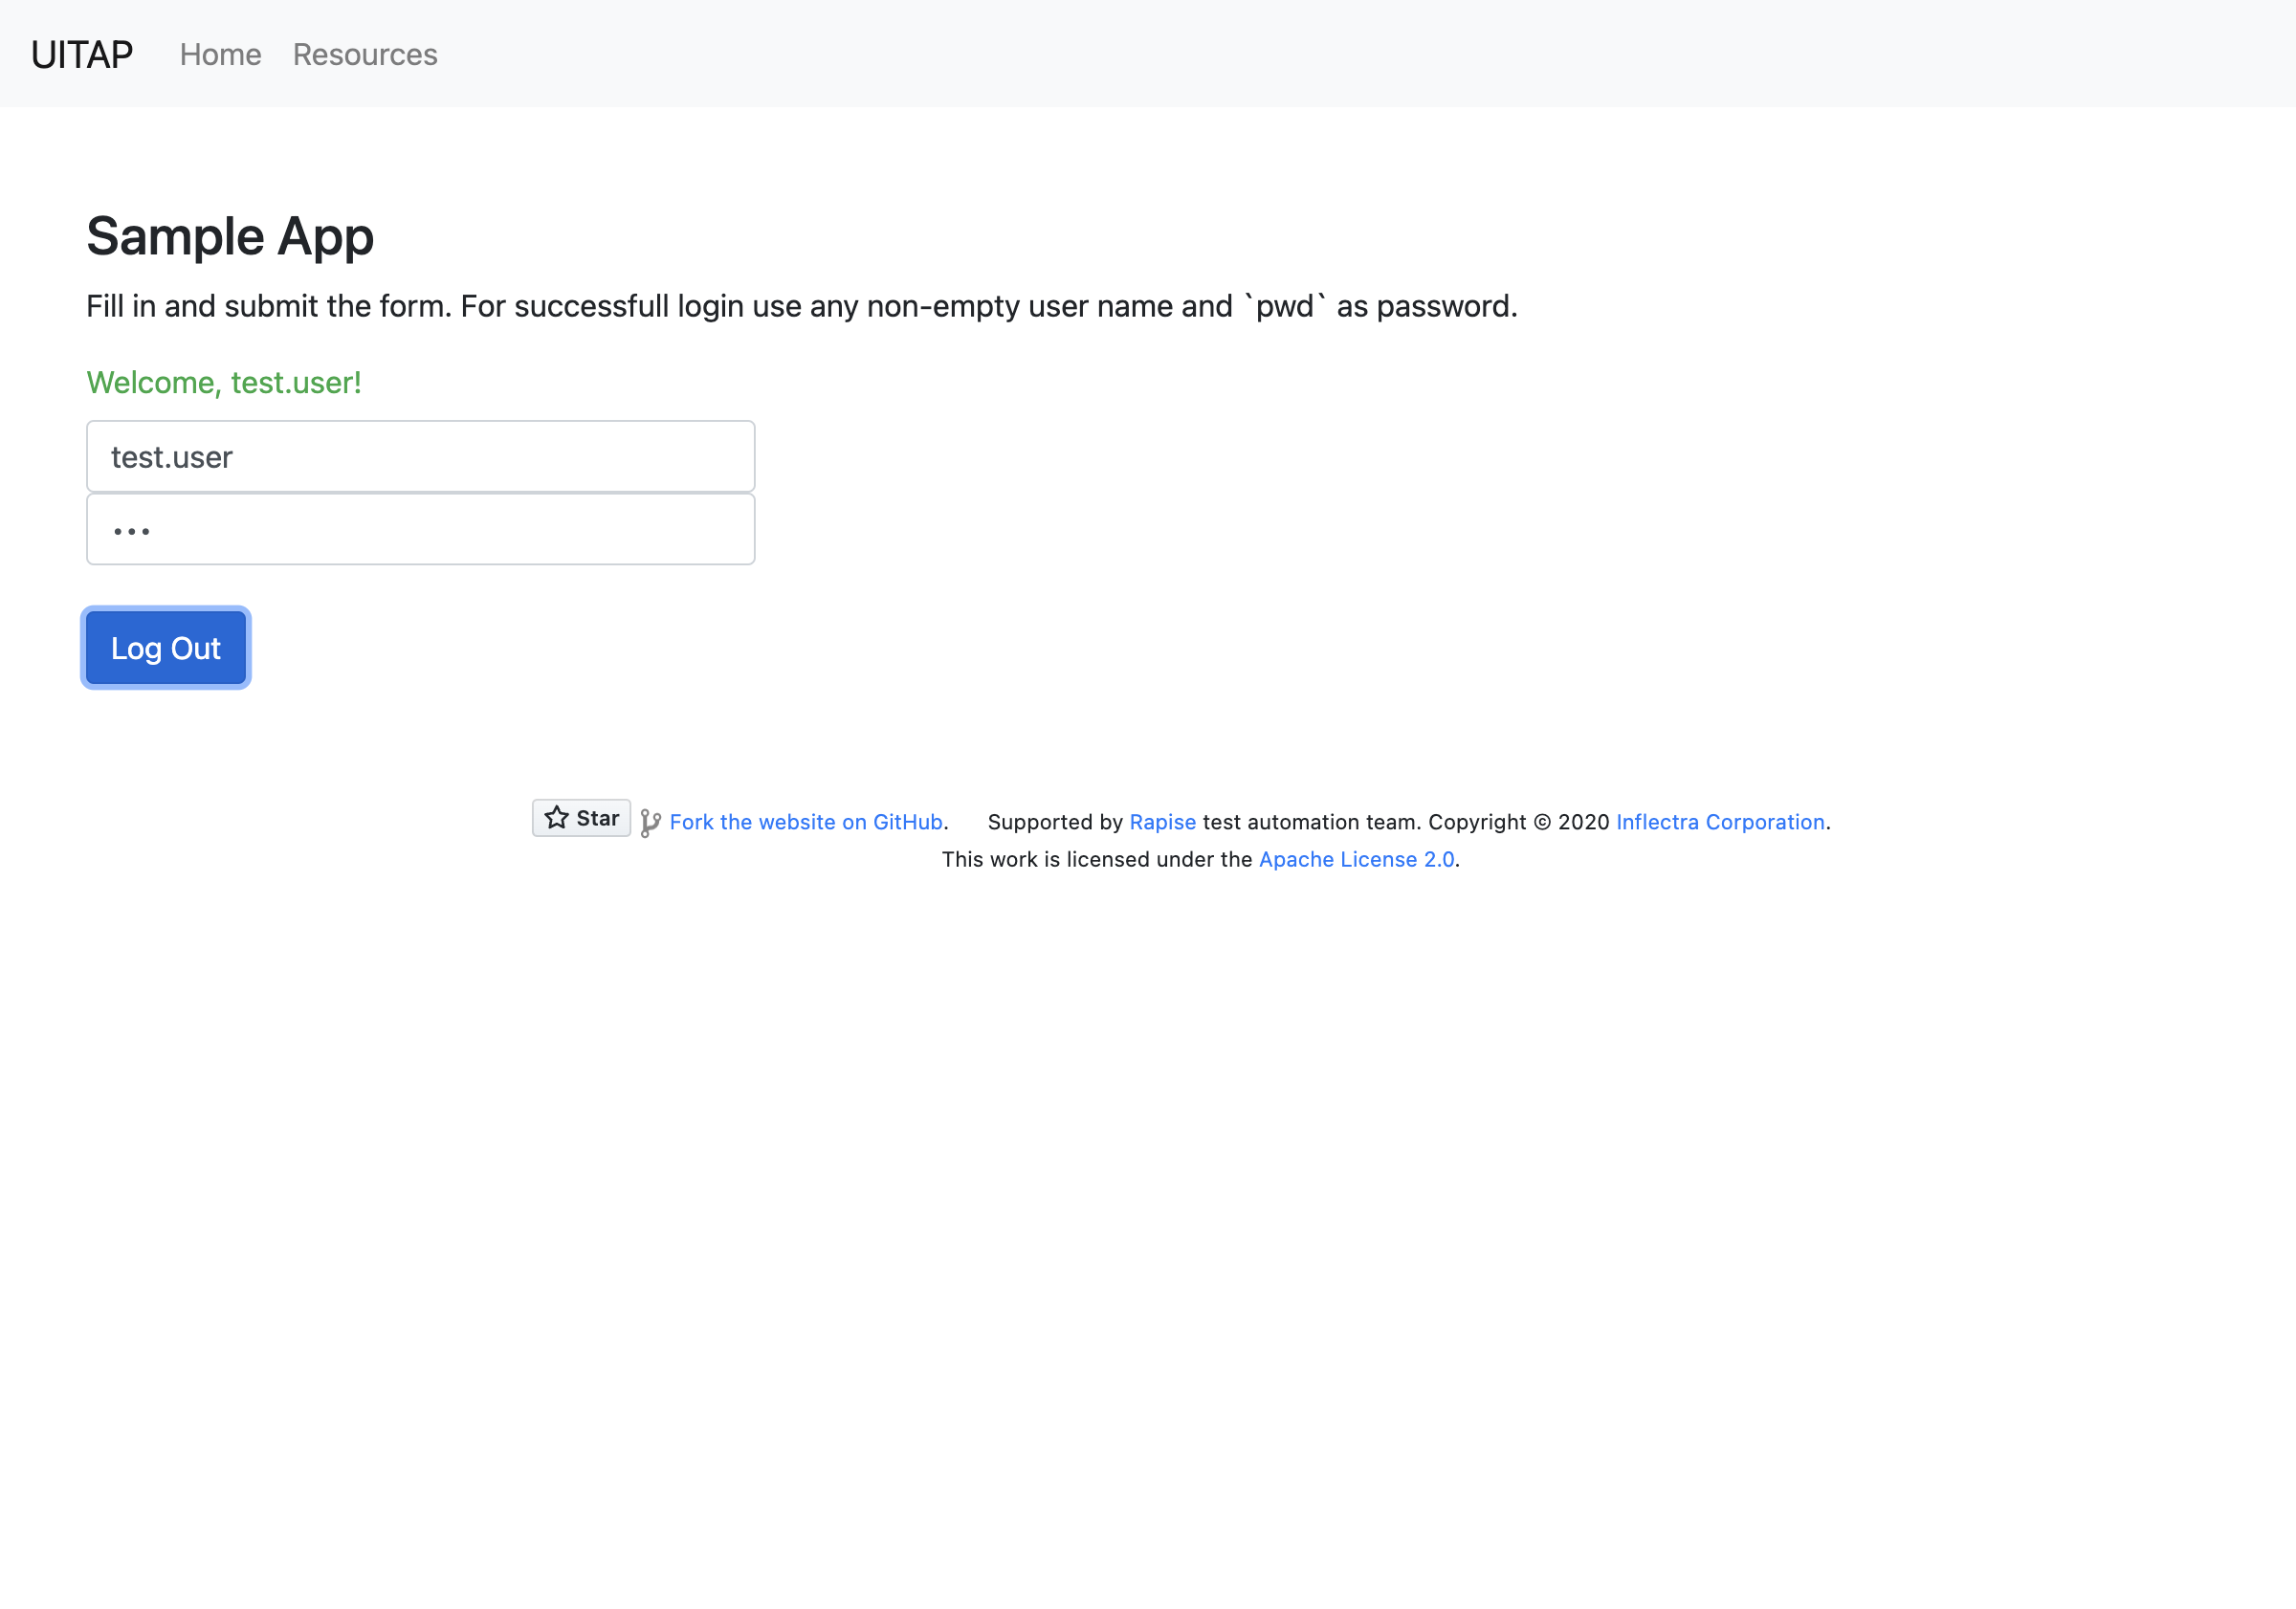 UITAP Home Resources
Sample App
Fill in and submit the form. For successfull login use any non-empty user name and `pwd` as password.
Welcome, test.user!
test.user
•••
Log Out
Star Fork the website on GitHub. Supported by Rapise test automation team. Copyright © 2020 Inflectra Corporation.
This work is licensed under the Apache License 2.0.